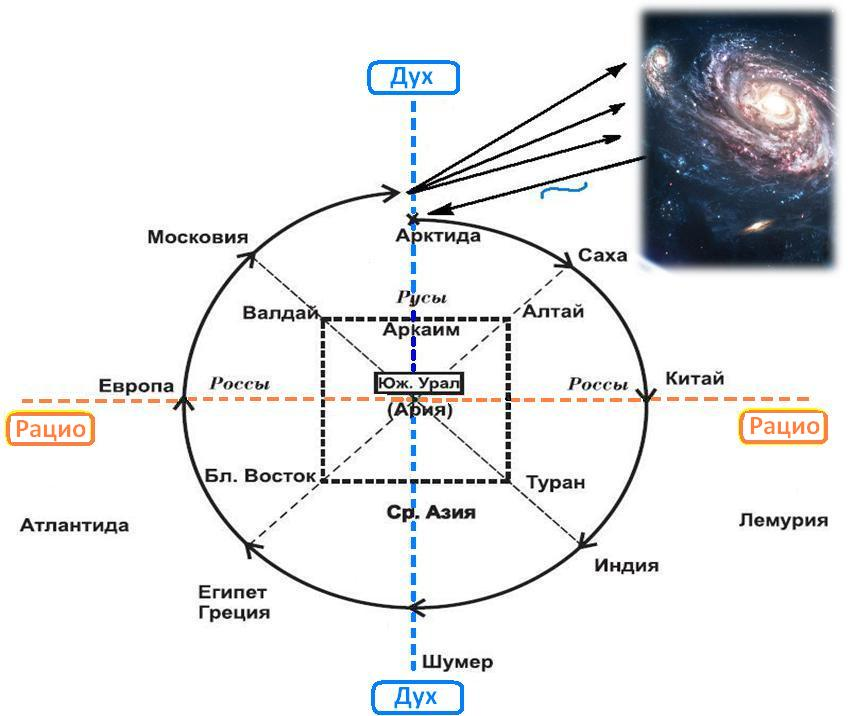 Дух
Московия
Арктида
Саха
Русы
Валдай
Алтай
Аркаим
Европа
Россы
Юж. Урал
Россы
Китай
(Ария)
Рацио
Рацио
Бл. Восток
Туран
Ср. Азия
Атлантида
Лемурия
Индия
Египет
Греция
Шумер
Дух